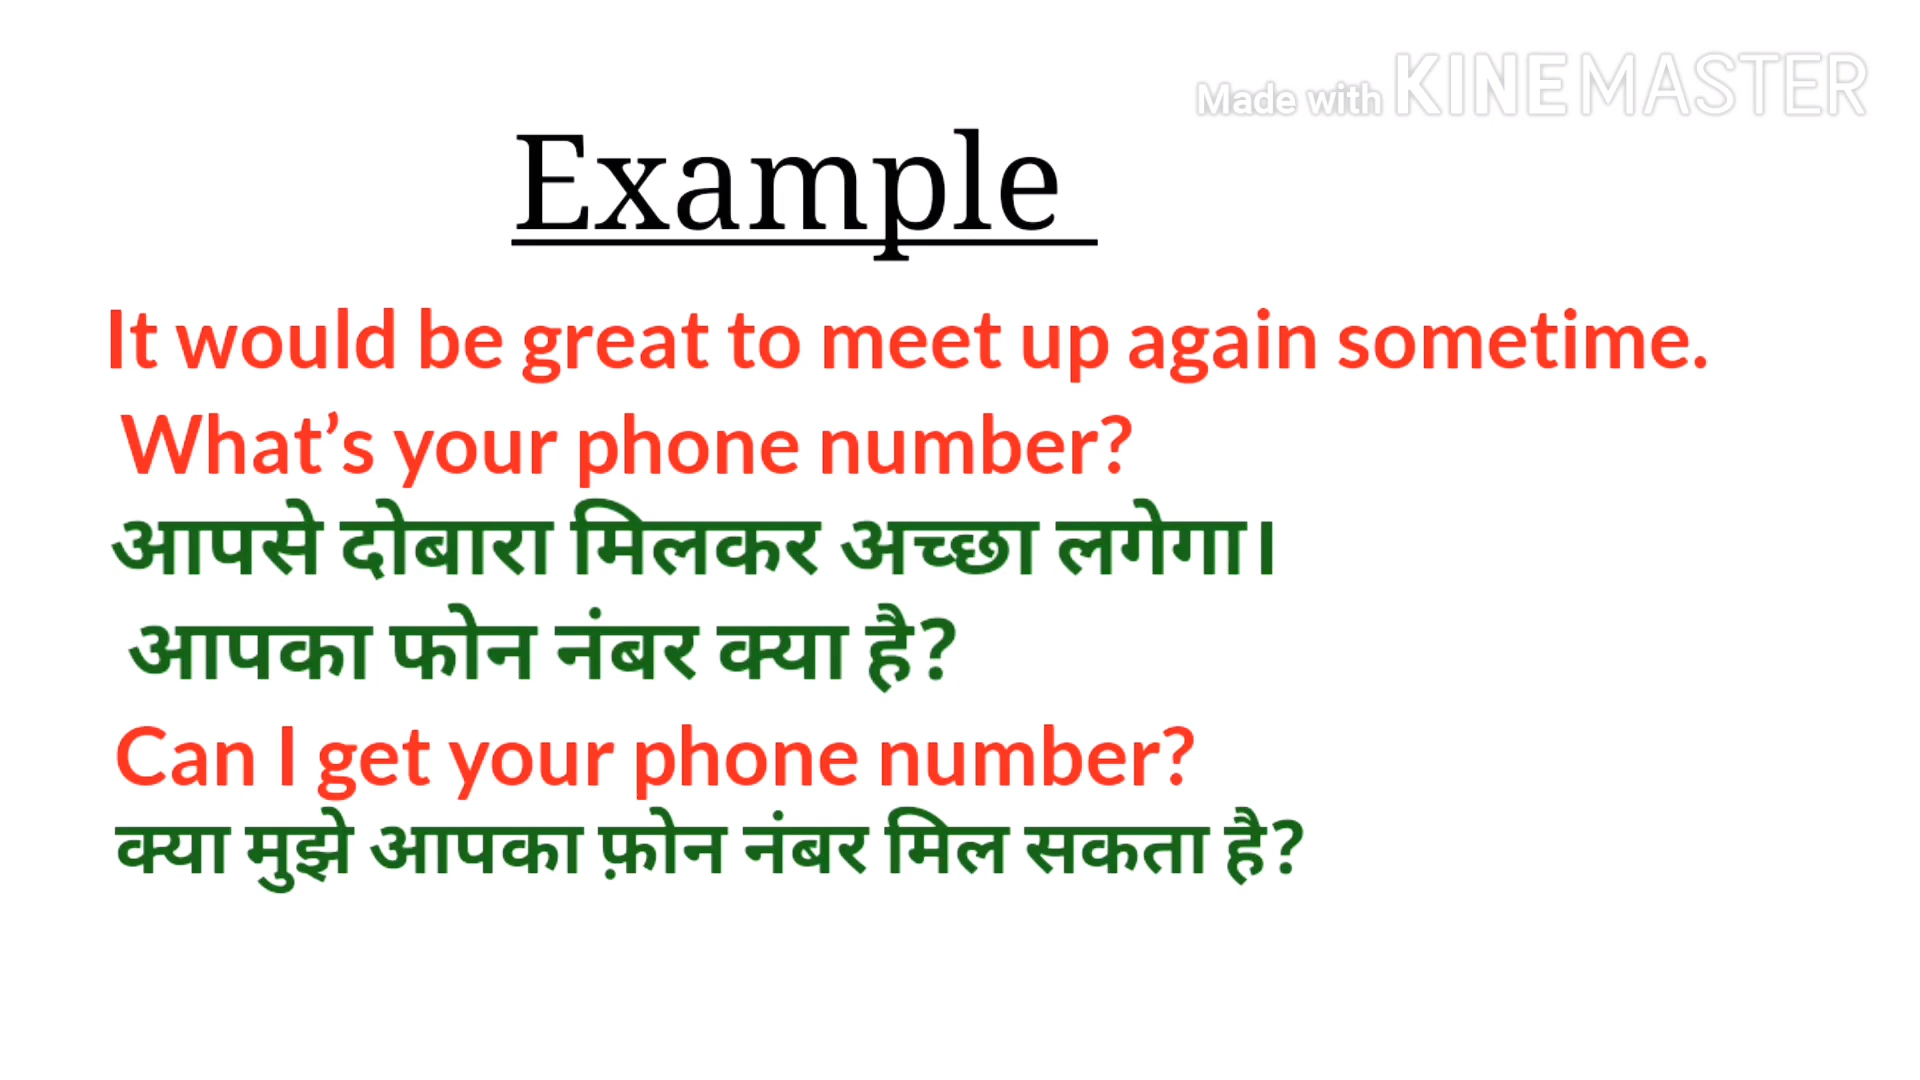 Made with KINEMASTER
Example
It would be great to meet up again sometime.
What’s your phone number?
आपसे दोबारा मिलकर अच्छा लगेगा।
आपका फोन नंबर क्या है?
Can I get your phone number?
क्या मुझे आपका फ़ोन नंबर मिल सकता है?